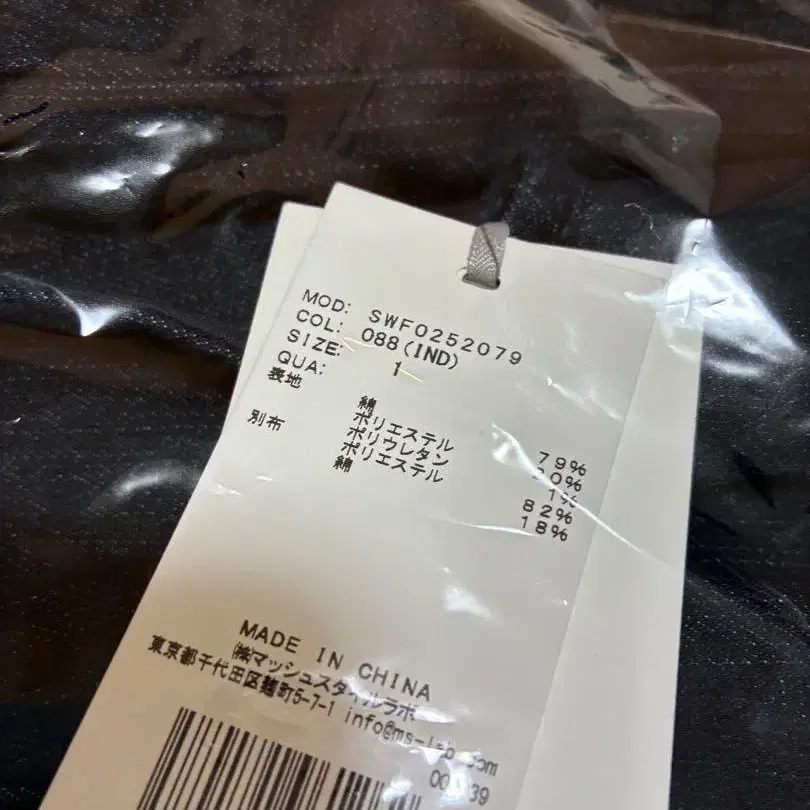 MOD: SWF0252079
COL: 088(IND)
SIZE: 1
QUA:
表地 綿 79%
ポリエステル 20%
ポリウレタン 1%
別布 ポリエステル 82%
綿 18%
MADE IN CHINA
㈱マッシュスタイルラボ
東京都千代田区麹町5-7-1 info@ms-lab.com